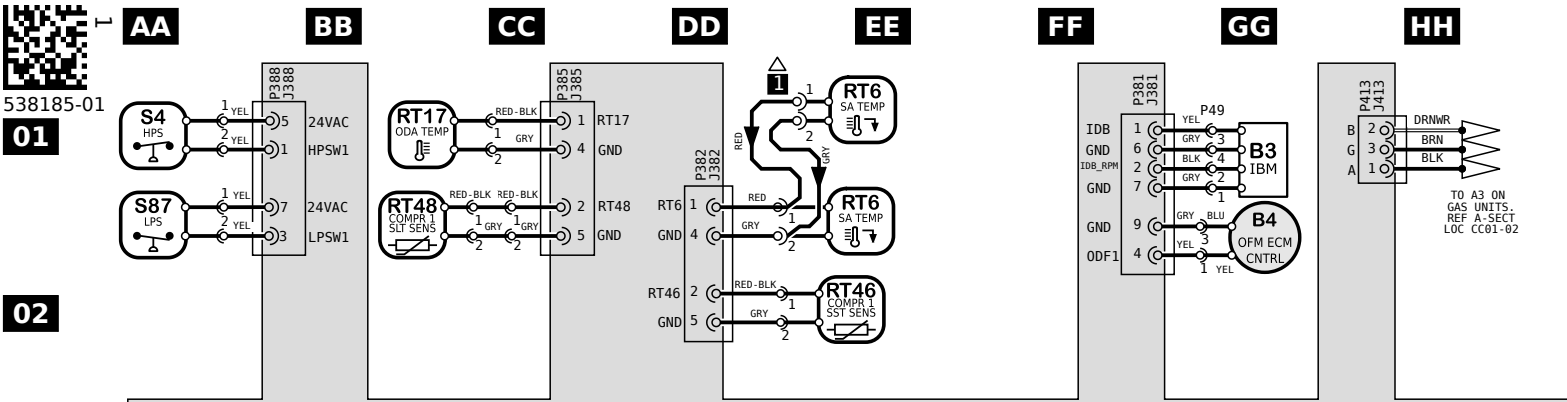 1
AA BB CC DD EE FF GG HH
538185-01
01
02
S4
HPS
1 YEL
2 YEL
P388
J388
5 24VAC
1 HPSW1
S87
LPS
1 YEL
2 YEL
7 24VAC
3 LPSW1
RT17
ODA TEMP
RED-BLK
1
GRY
2
P385
J385
1 RT17
4 GND
RT48
COMPR 1
SLT SENS
RED-BLK RED-BLK
1 1
GRY GRY
2 2
2 RT48
5 GND
1
1
2
RT6
SA TEMP
RED
GRY
P382
J382
RT6 1 RED
1
GND 4 GRY
2
RT6
SA TEMP
RT46 2 RED-BLK
1
GND 5 GRY
2
RT46
COMPR 1
SST SENS
P381
J381
P49
IDB 1 YEL
GND 6 GRY 3
IDB_RPM 2 BLK 4
GND 7 GRY 2
1
B3
IBM
GND 9 GRY BLU
3
ODF1 4 YEL
1 YEL
B4
OFM ECM
CNTRL
P413
J413
B 2 DRNWR
G 3 BRN
A 1 BLK
TO A3 ON
GAS UNITS.
REF A-SECT
LOC CC01-02